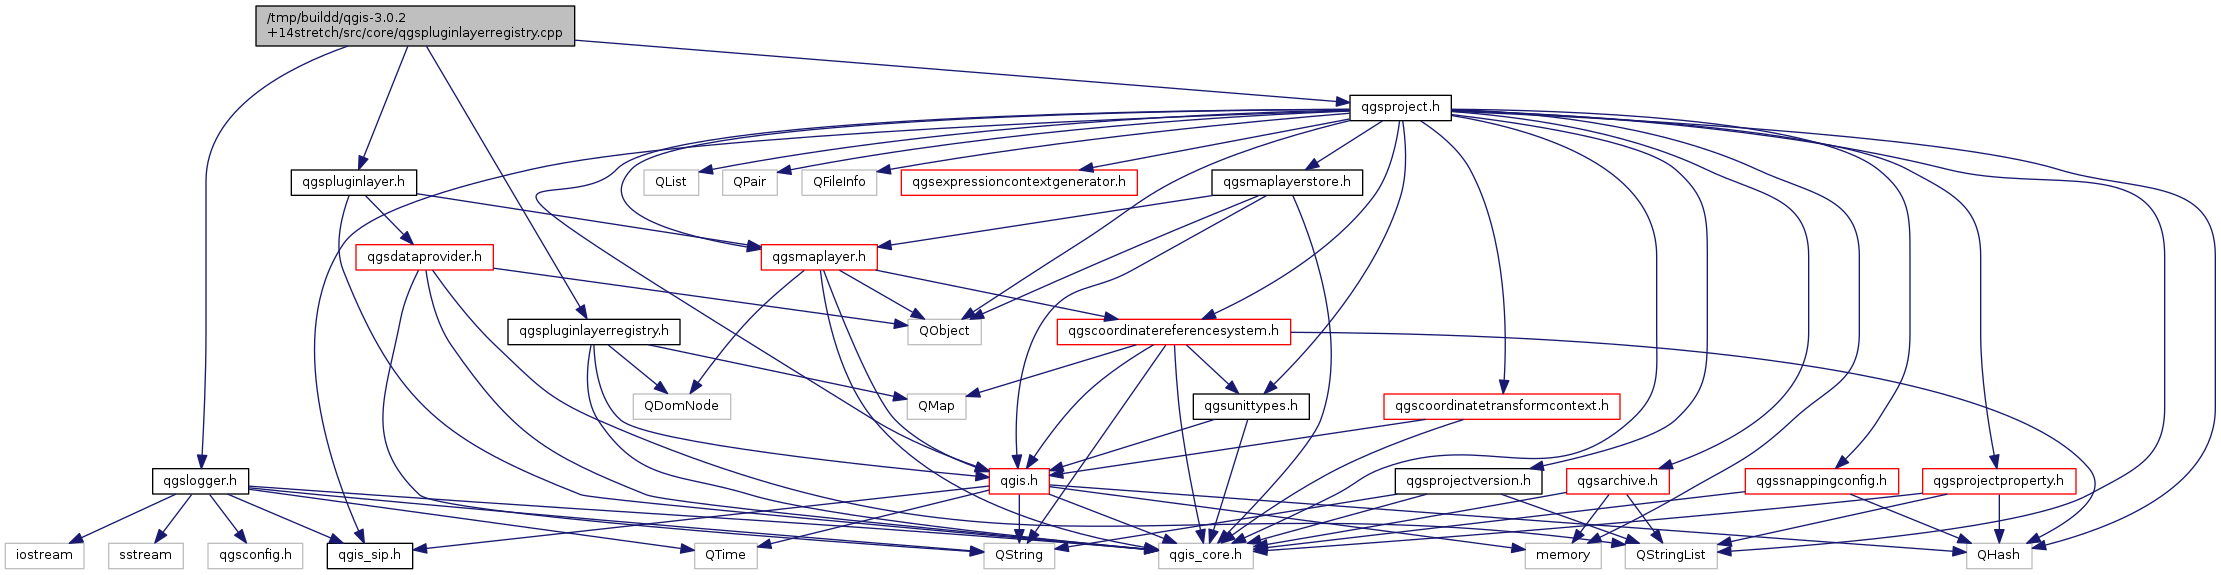 /tmp/buildd/qgis-3.0.2
+14stretch/src/core/qgspluginlayerregistry.cpp
qgsproject.h
qgspluginlayer.h
QList
QPair
QFileInfo
qgsexpressioncontextgenerator.h
qgsmaplayerstore.h
qgsdataprovider.h
qgsmaplayer.h
qgspluginlayerregistry.h
QObject
qgscoordinatereferencesystem.h
QDomNode
QMap
qgsunittypes.h
qgscoordinatetransformcontext.h
qgslogger.h
qgis.h
qgsprojectversion.h
qgsarchive.h
qgssnappingconfig.h
qgsprojectproperty.h
iostream
sstream
qgsconfig.h
qgis_sip.h
QTime
QString
qgis_core.h
memory
QStringList
QHash